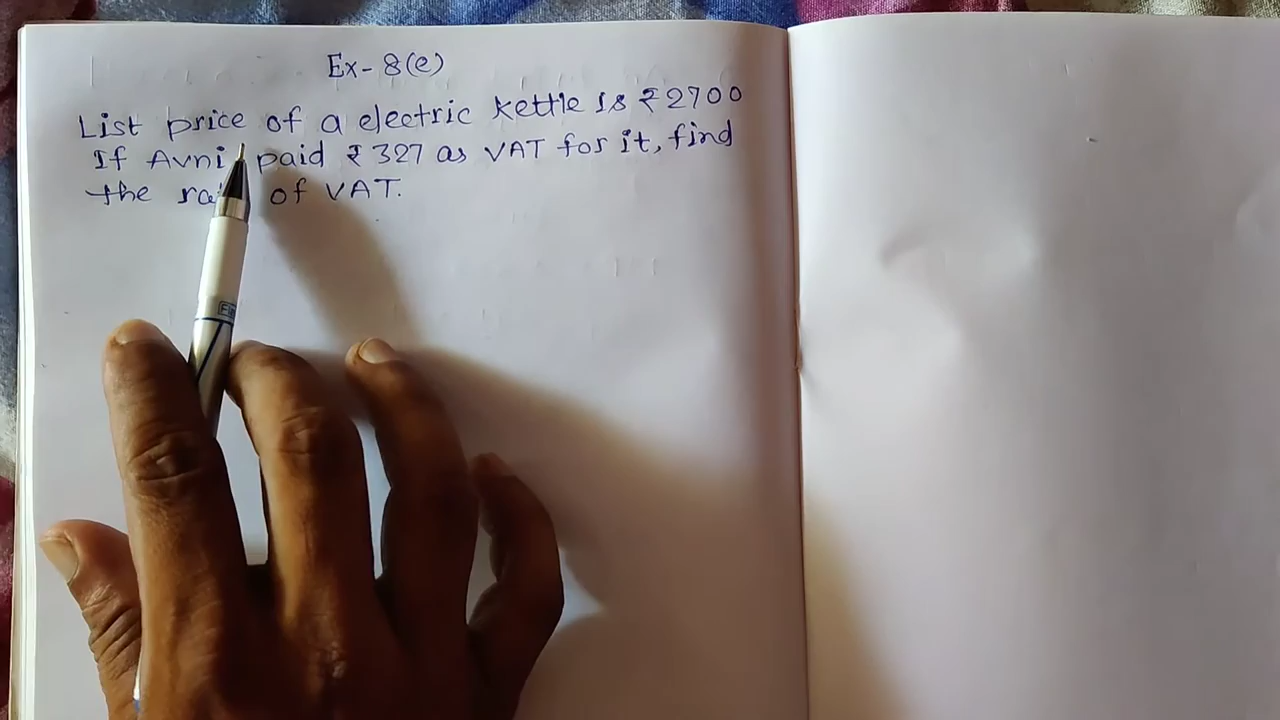 Ex- 8(e)
List price of a electric kettle is ₹2700
If Avni paid ₹327 as VAT for it, find
the of VAT.